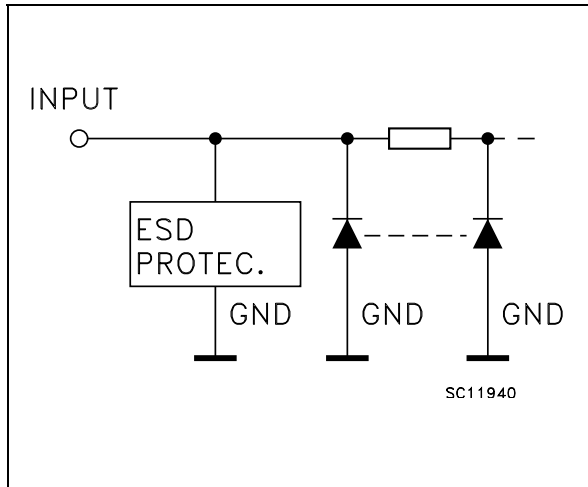 INPUT
ESD
PROTEC.
GND
GND
GND
SC11940